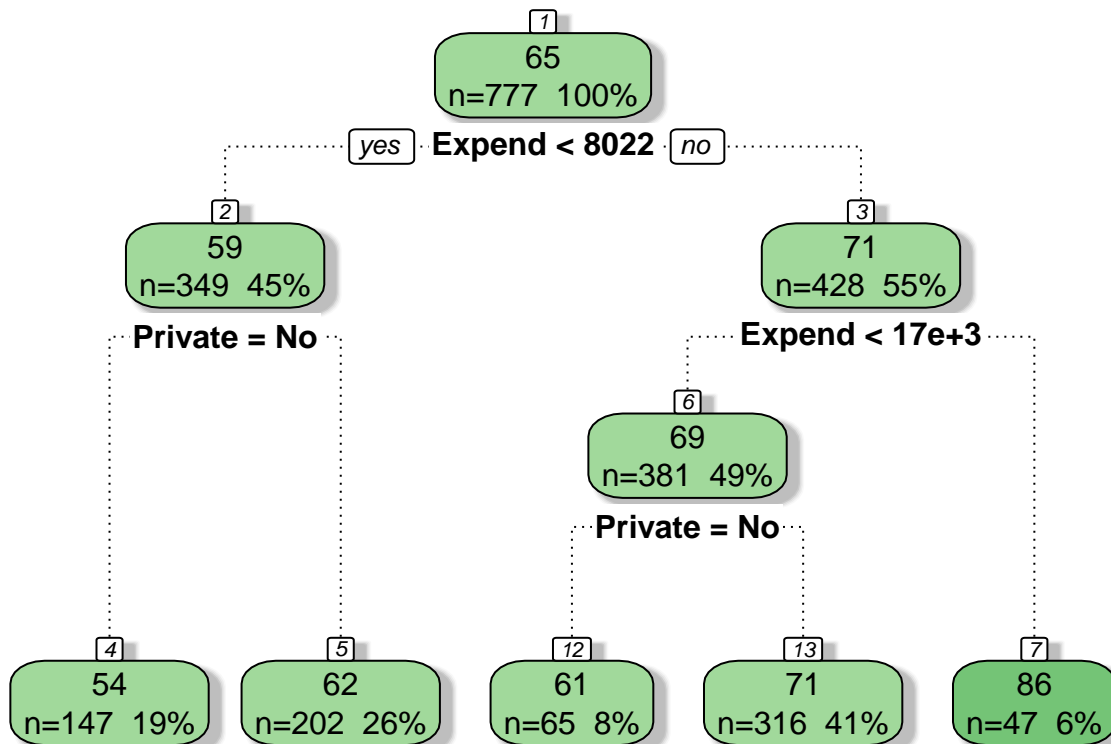 1
65
n=777 100%
yes Expend < 8022 no
2
59
n=349 45%
3
71
n=428 55%
Private = No
Expend < 17e+3
6
69
n=381 49%
Private = No
4
54
n=147 19%
5
62
n=202 26%
12
61
n=65 8%
13
71
n=316 41%
7
86
n=47 6%